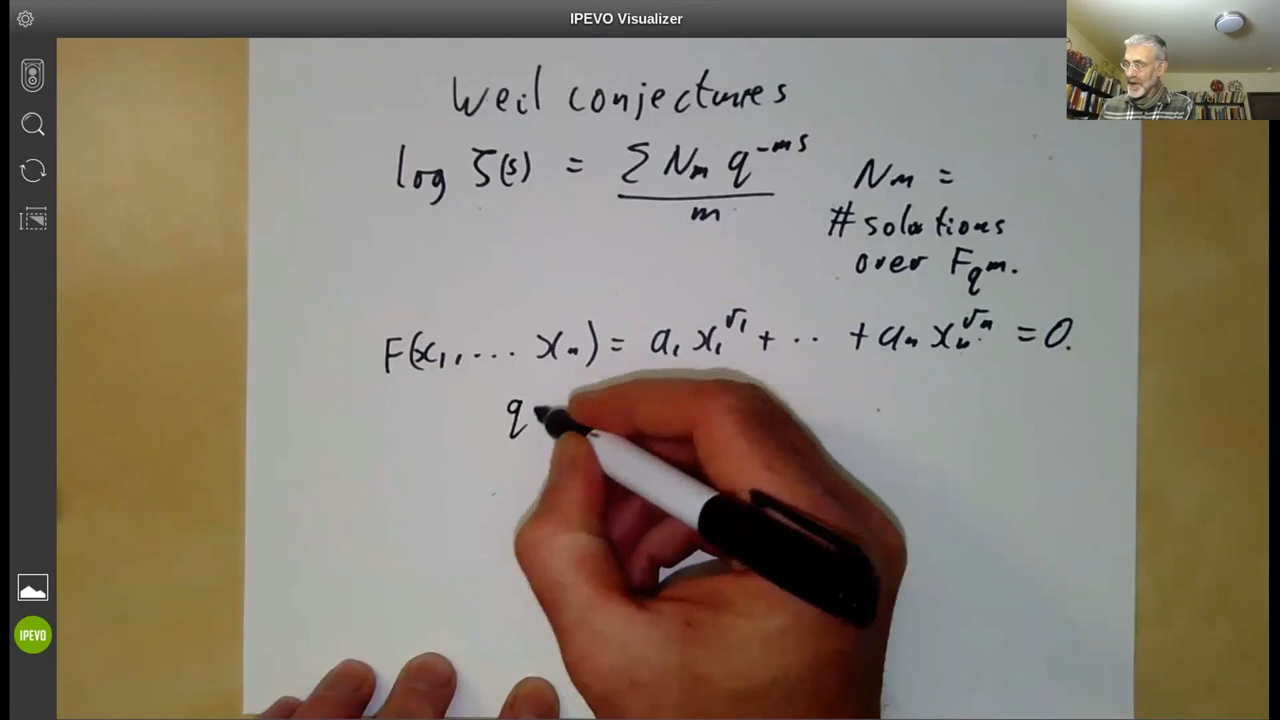 IPEVO Visualizer
Weil conjectures
log ζ(s) = Σ Nₘ q^{-ms} / m
Nₘ =
# solutions
over F_{q^m}.
F(x₁, ... xₙ) = a₁ x₁^{r₁} + .. + aₙ xₙ^{rₙ} = 0.
q
IPEVO